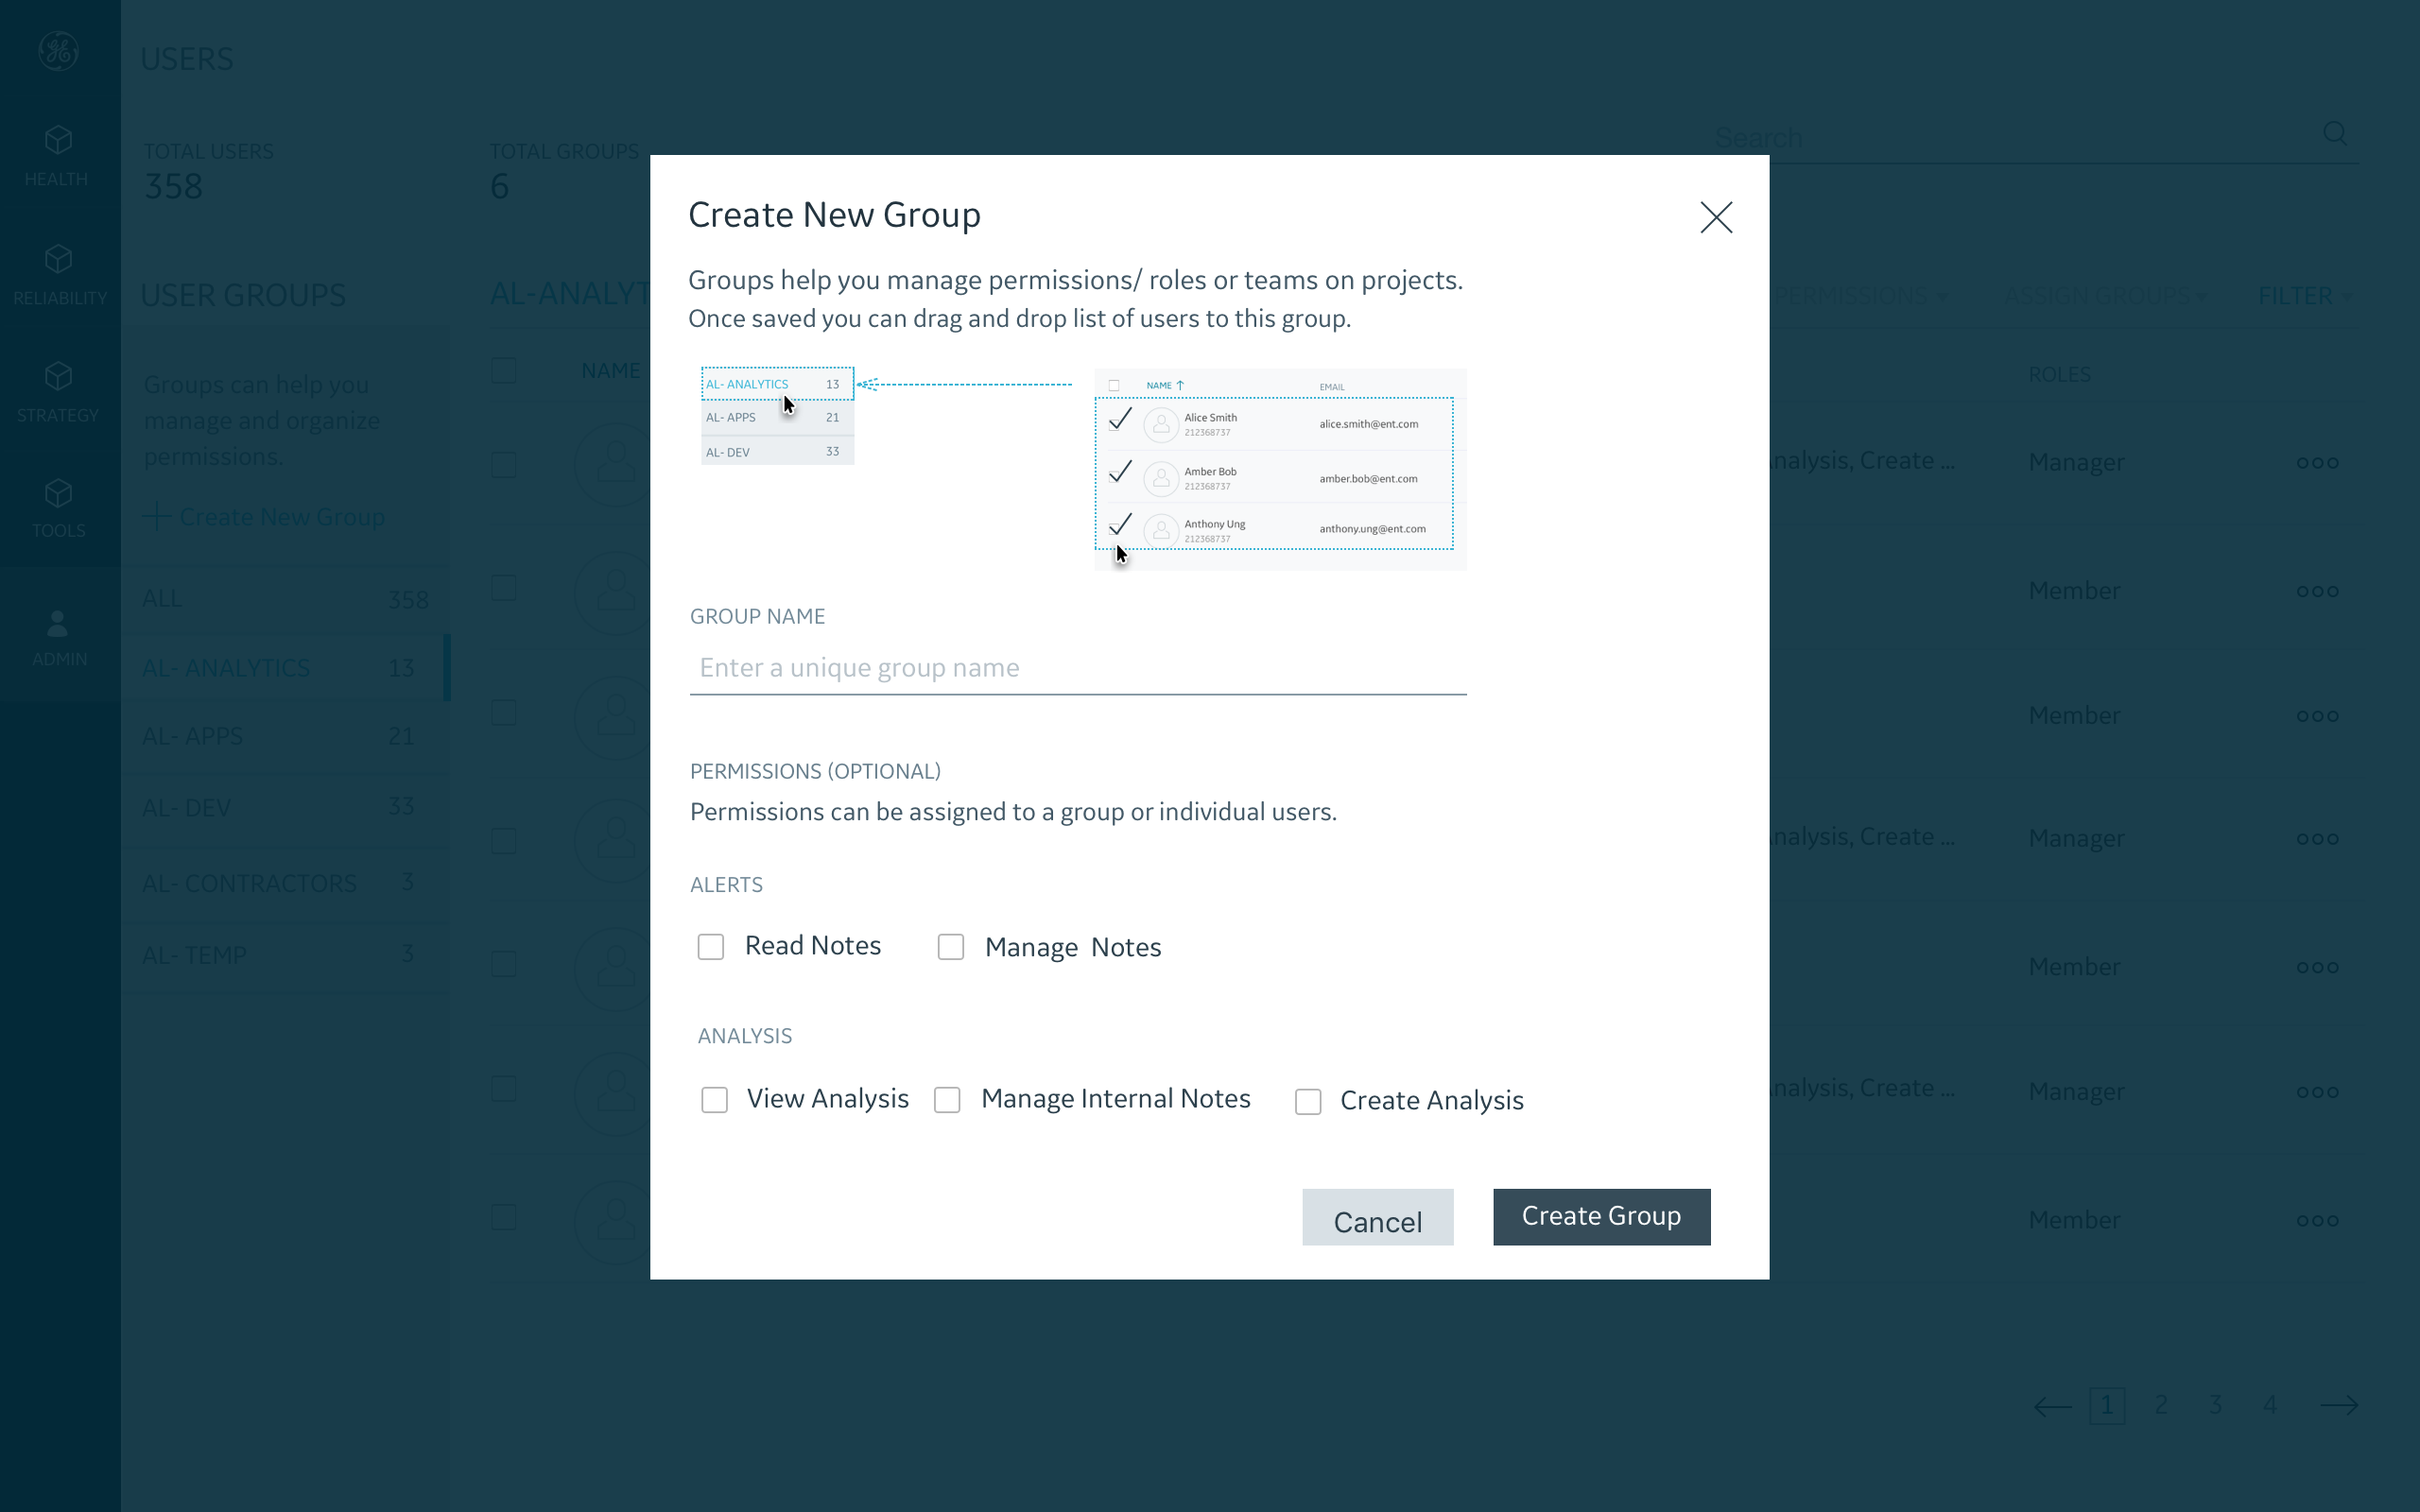 USERS
HEALTH
RELIABILITY
STRATEGY
TOOLS
ADMIN
TOTAL USERS
358
TOTAL GROUPS
6
Search
USER GROUPS
Groups can help you
manage and organize
permissions.
Create New Group
ALL 358
AL- ANALYTICS 13
AL- APPS 21
AL- DEV 33
AL- CONTRACTORS 3
AL- TEMP 3
AL-ANALYT
PERMISSIONS
ASSIGN GROUPS
FILTER
NAME
ROLES
nalysis, Create ... Manager
Member
Member
nalysis, Create ... Manager
Member
nalysis, Create ... Manager
Member
1 2 3 4
Create New Group
Groups help you manage permissions/ roles or teams on projects.
Once saved you can drag and drop list of users to this group.
AL- ANALYTICS 13
AL- APPS 21
AL- DEV 33
NAME EMAIL
Alice Smith
212368737
alice.smith@ent.com
Amber Bob
212368737
amber.bob@ent.com
Anthony Ung
212368737
anthony.ung@ent.com
GROUP NAME
Enter a unique group name
PERMISSIONS (OPTIONAL)
Permissions can be assigned to a group or individual users.
ALERTS
Read Notes
Manage  Notes
ANALYSIS
View Analysis
Manage Internal Notes
Create Analysis
Cancel
Create Group